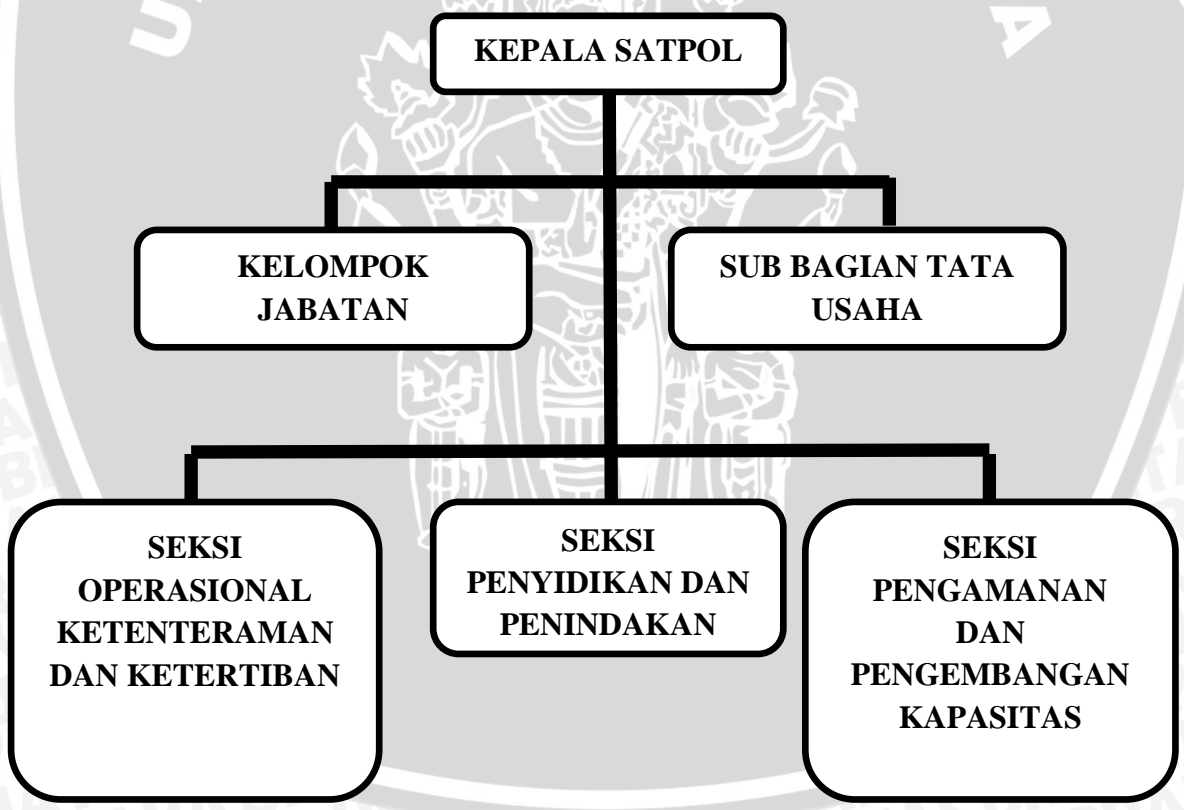 KEPALA SATPOL
KELOMPOK
JABATAN
SUB BAGIAN TATA
USAHA
SEKSI
OPERASIONAL
KETENTERAMAN
DAN KETERTIBAN
SEKSI
PENYIDIKAN DAN
PENINDAKAN
SEKSI
PENGAMANAN
DAN
PENGEMBANGAN
KAPASITAS